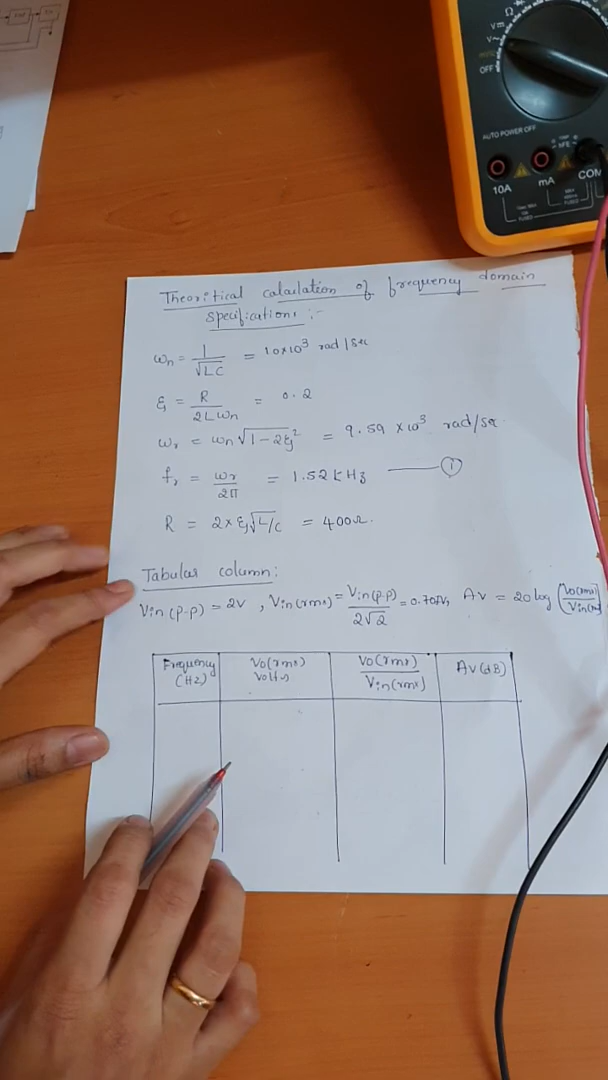 Ω
V⎓
V~
OFF
AUTO POWER OFF
hFE
10A
mA
COM
Theoritical calculation of frequency domain
specifications :-
ωn = 1/√LC = 10×10³ rad/sec
ξ = R/2Lωn = 0.2
ωr = ωn√1-2ξ² = 9.59 ×10³ rad/sec
fr = ωr/2π = 1.52 KHz —— ①
R = 2×ξ√L/C = 400Ω.
Tabular column:
Vin(p-p) = 2V , Vin(rms) = Vin(p.p)/2√2 = 0.707V, Av = 20log (Vo(rms)/Vin(rm
Frequency (Hz) Vo(rms) Volts Vo(rms)/Vin(rms) Av(dB)